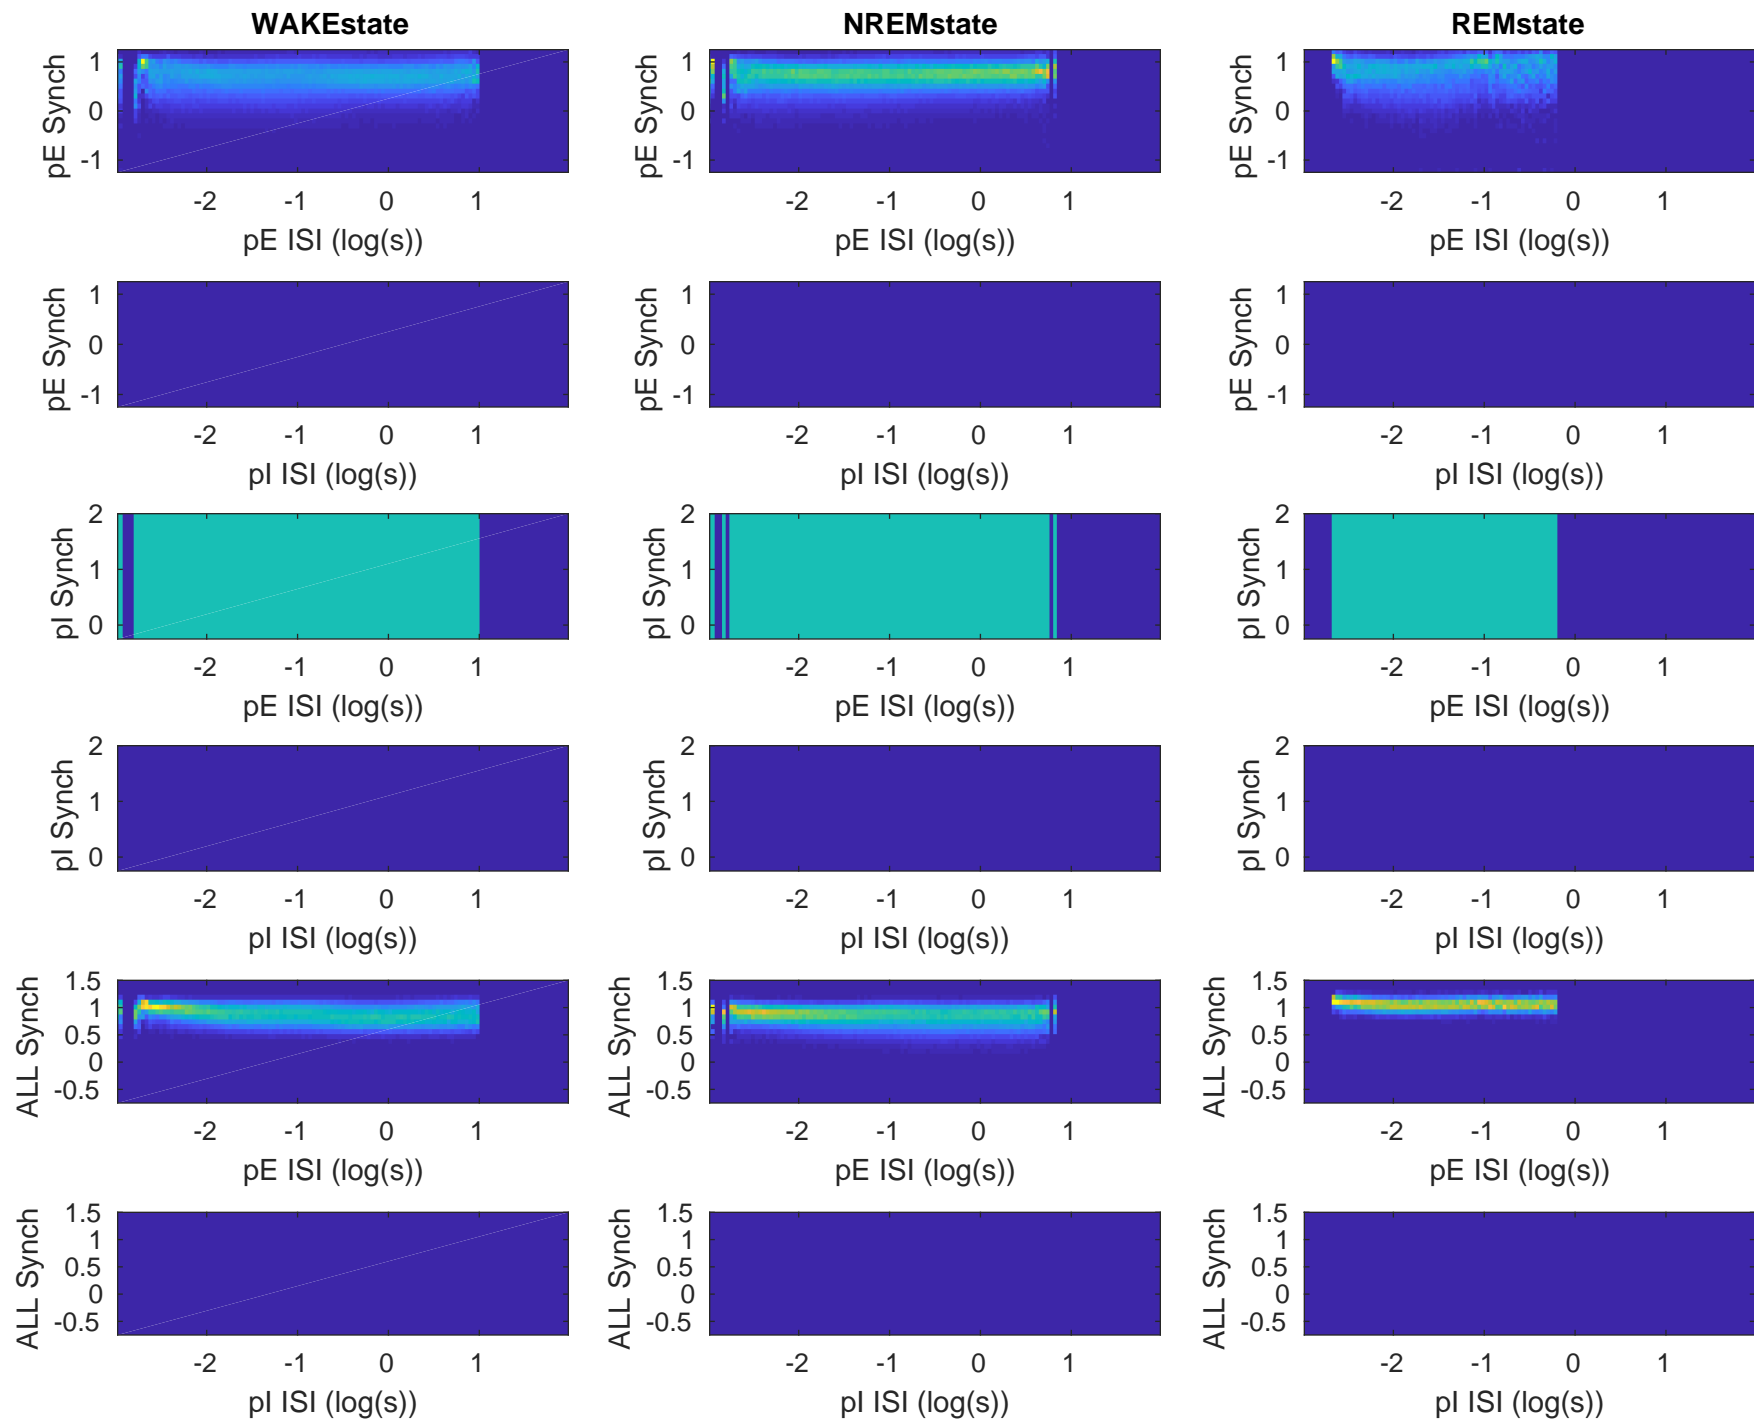 WAKEstate NREMstate REMstate
pE Synch 1 0 -1 pE Synch 1 0 -1 pE Synch 1 0 -1
-2 -1 0 1 -2 -1 0 1 -2 -1 0 1
pE ISI (log(s)) pE ISI (log(s)) pE ISI (log(s))
pE Synch 1 0 -1 pE Synch 1 0 -1 pE Synch 1 0 -1
-2 -1 0 1 -2 -1 0 1 -2 -1 0 1
pI ISI (log(s)) pI ISI (log(s)) pI ISI (log(s))
pI Synch 2 1 0 pI Synch 2 1 0 pI Synch 2 1 0
-2 -1 0 1 -2 -1 0 1 -2 -1 0 1
pE ISI (log(s)) pE ISI (log(s)) pE ISI (log(s))
pI Synch 2 1 0 pI Synch 2 1 0 pI Synch 2 1 0
-2 -1 0 1 -2 -1 0 1 -2 -1 0 1
pI ISI (log(s)) pI ISI (log(s)) pI ISI (log(s))
ALL Synch 1.5 1 0.5 0 -0.5 ALL Synch 1.5 1 0.5 0 -0.5 ALL Synch 1.5 1 0.5 0 -0.5
-2 -1 0 1 -2 -1 0 1 -2 -1 0 1
pE ISI (log(s)) pE ISI (log(s)) pE ISI (log(s))
ALL Synch 1.5 1 0.5 0 -0.5 ALL Synch 1.5 1 0.5 0 -0.5 ALL Synch 1.5 1 0.5 0 -0.5
-2 -1 0 1 -2 -1 0 1 -2 -1 0 1
pI ISI (log(s)) pI ISI (log(s)) pI ISI (log(s))